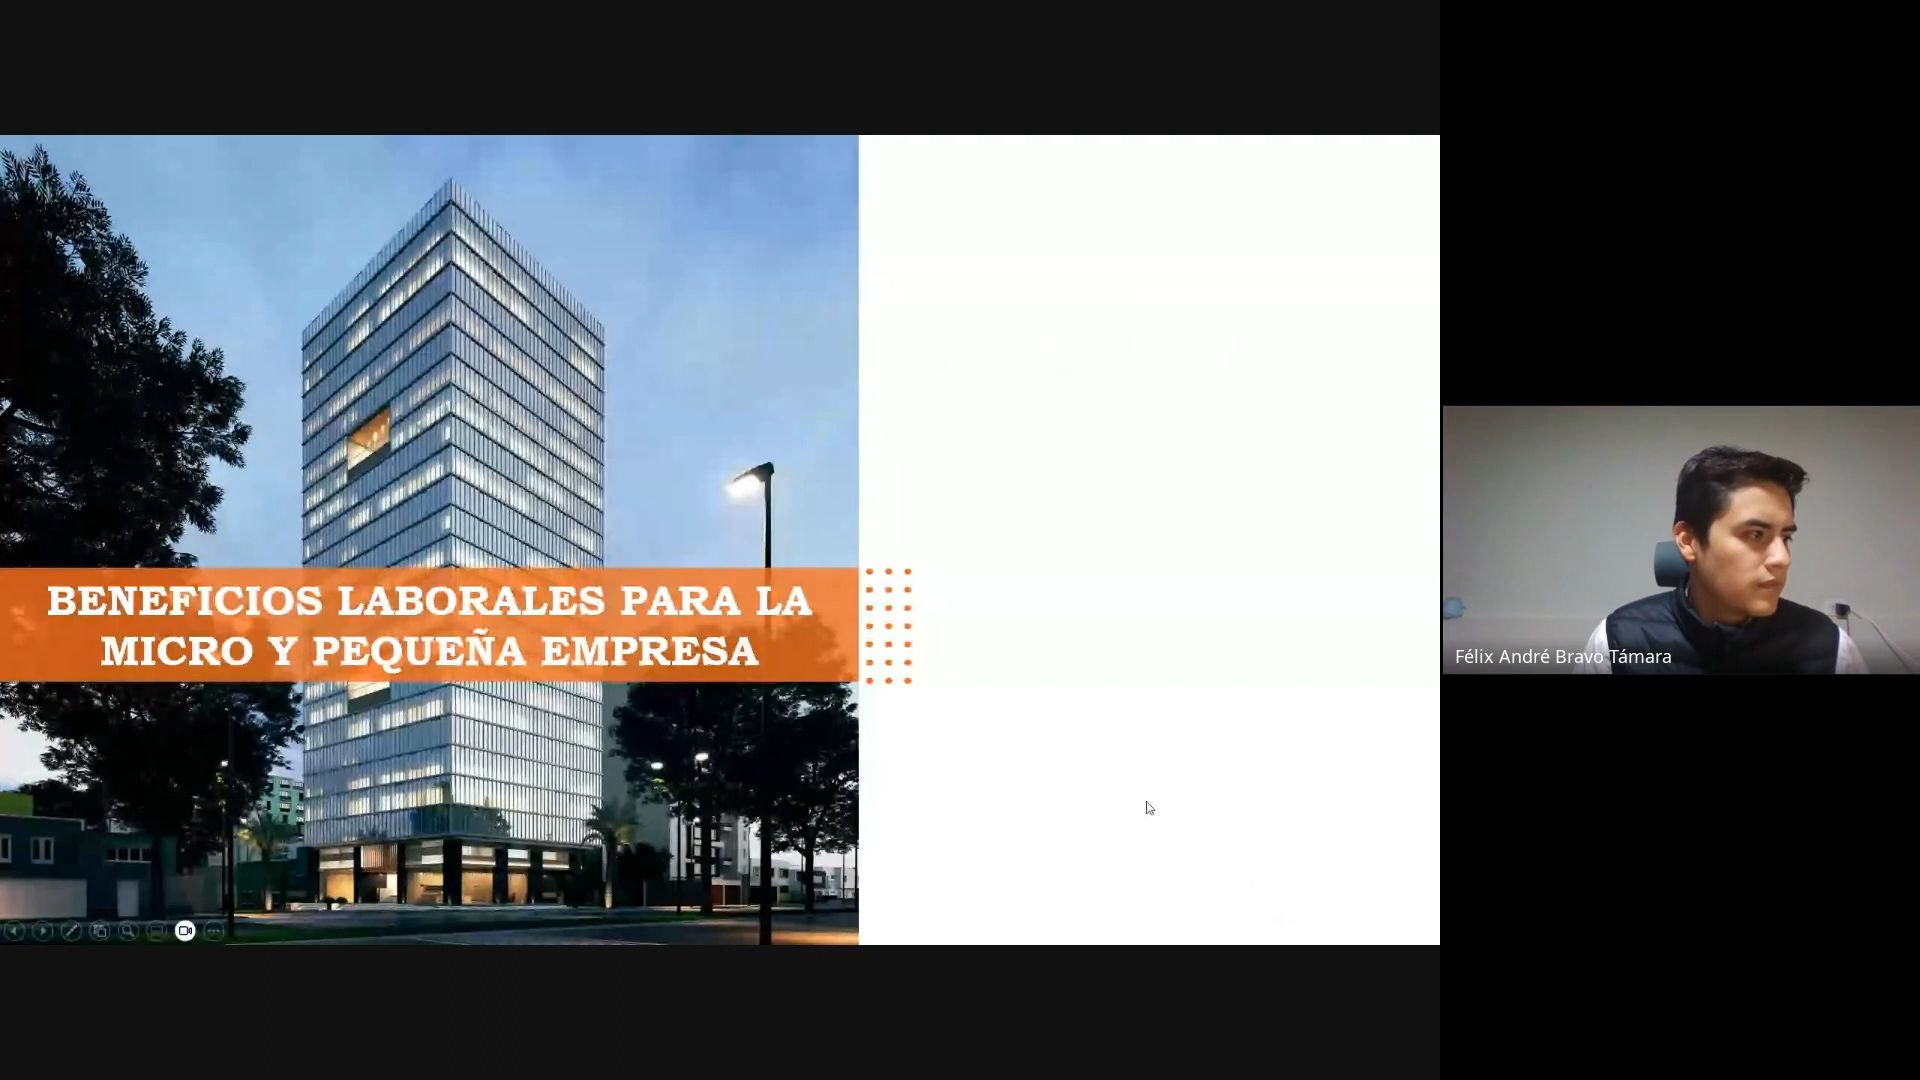 BENEFICIOS LABORALES PARA LA
MICRO Y PEQUEÑA EMPRESA
Félix André Bravo Támara